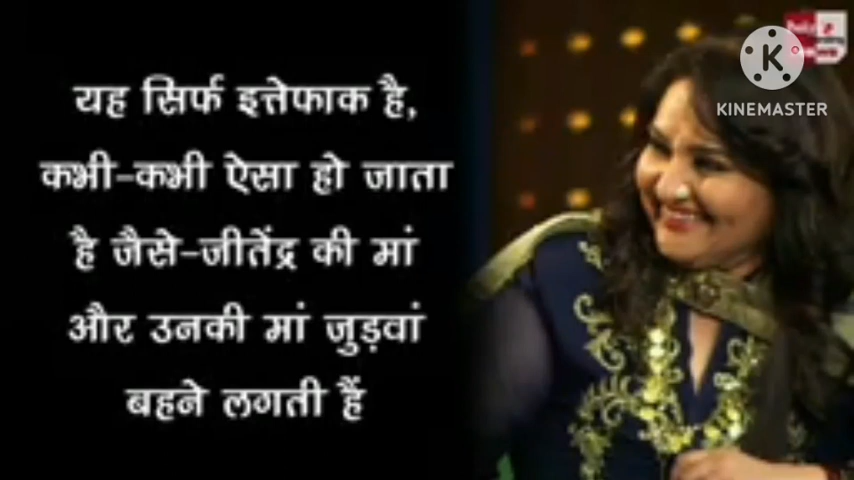 यह सिर्फ इत्तेफाक है,
कभी-कभी ऐसा हो जाता
है जैसे-जीतेंद्र की मां
और उनकी मां जुड़वां
बहने लगती हैं
KINEMASTER